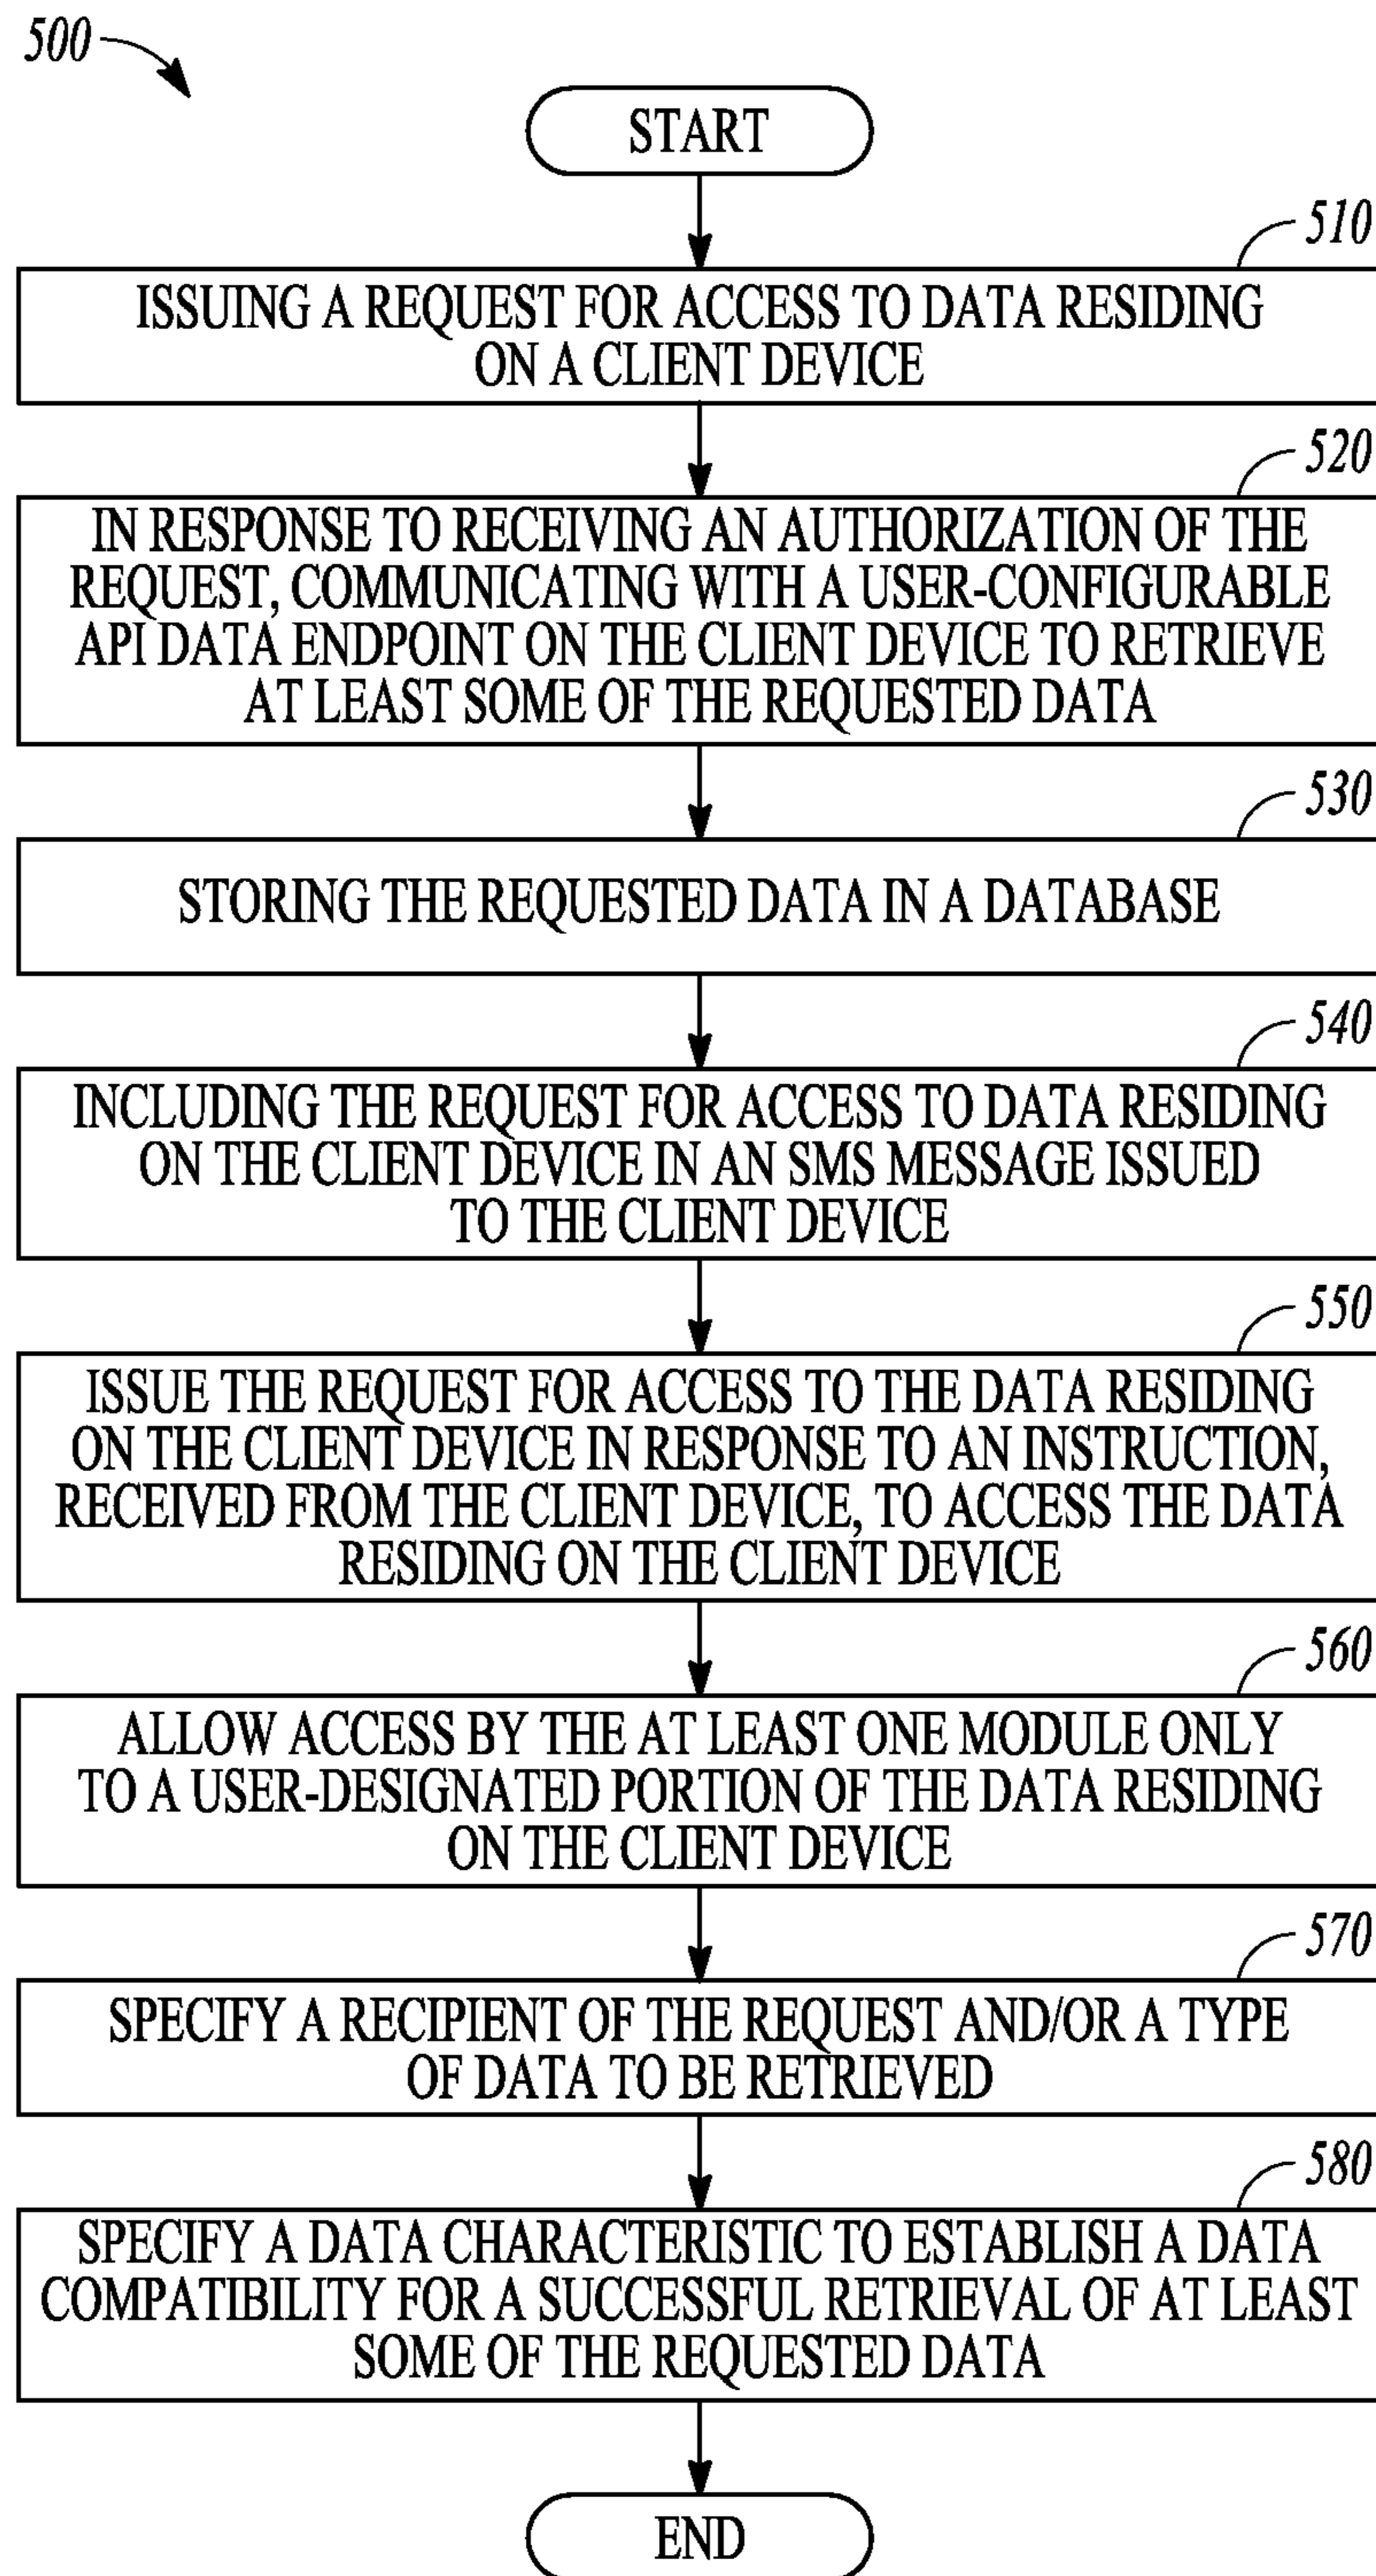 500
START
510
ISSUING A REQUEST FOR ACCESS TO DATA RESIDING
ON A CLIENT DEVICE
520
IN RESPONSE TO RECEIVING AN AUTHORIZATION OF THE
REQUEST, COMMUNICATING WITH A USER-CONFIGURABLE
API DATA ENDPOINT ON THE CLIENT DEVICE TO RETRIEVE
AT LEAST SOME OF THE REQUESTED DATA
530
STORING THE REQUESTED DATA IN A DATABASE
540
INCLUDING THE REQUEST FOR ACCESS TO DATA RESIDING
ON THE CLIENT DEVICE IN AN SMS MESSAGE ISSUED
TO THE CLIENT DEVICE
550
ISSUE THE REQUEST FOR ACCESS TO THE DATA RESIDING
ON THE CLIENT DEVICE IN RESPONSE TO AN INSTRUCTION,
RECEIVED FROM THE CLIENT DEVICE, TO ACCESS THE DATA
RESIDING ON THE CLIENT DEVICE
560
ALLOW ACCESS BY THE AT LEAST ONE MODULE ONLY
TO A USER-DESIGNATED PORTION OF THE DATA RESIDING
ON THE CLIENT DEVICE
570
SPECIFY A RECIPIENT OF THE REQUEST AND/OR A TYPE
OF DATA TO BE RETRIEVED
580
SPECIFY A DATA CHARACTERISTIC TO ESTABLISH A DATA
COMPATIBILITY FOR A SUCCESSFUL RETRIEVAL OF AT LEAST
SOME OF THE REQUESTED DATA
END